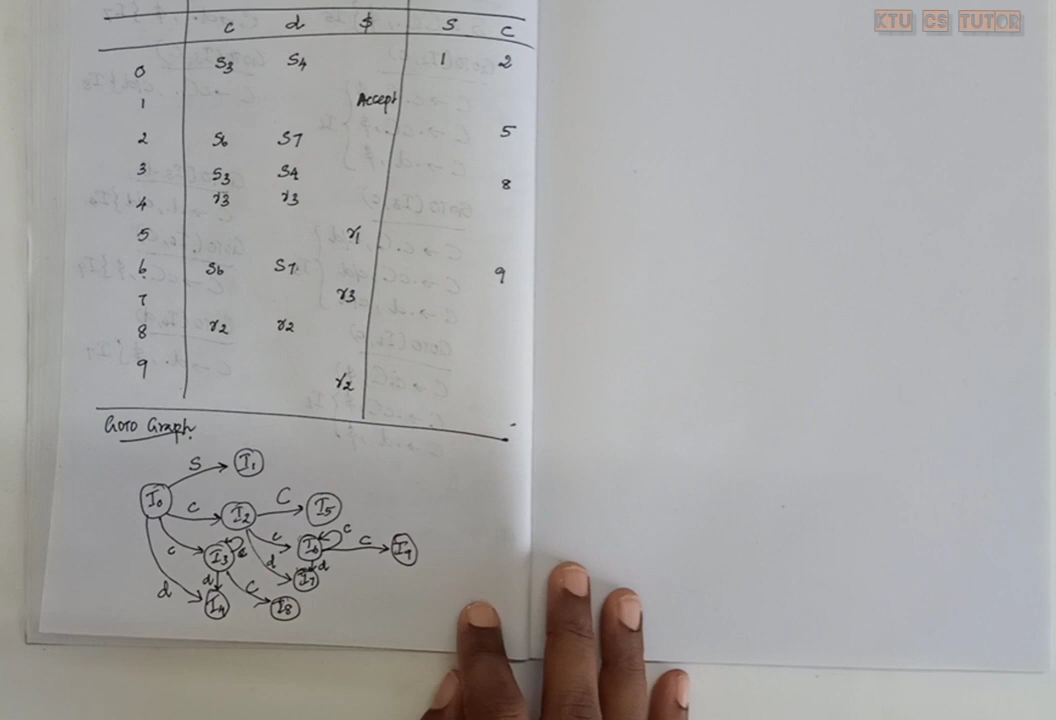 KTU CS TUTOR
c d $ S C
0 S3 S4 1 2
1 Accept
2 S6 S7 5
3 S3 S4 8
4 r3 r3
5 r1
6 S6 S7 9
7 r3
8 r2 r2
9 r2
Goto Graph
S I1
I0 C I2 C I5
c I3 c c I6 c C I9
d d I4 C I8 d I7 d